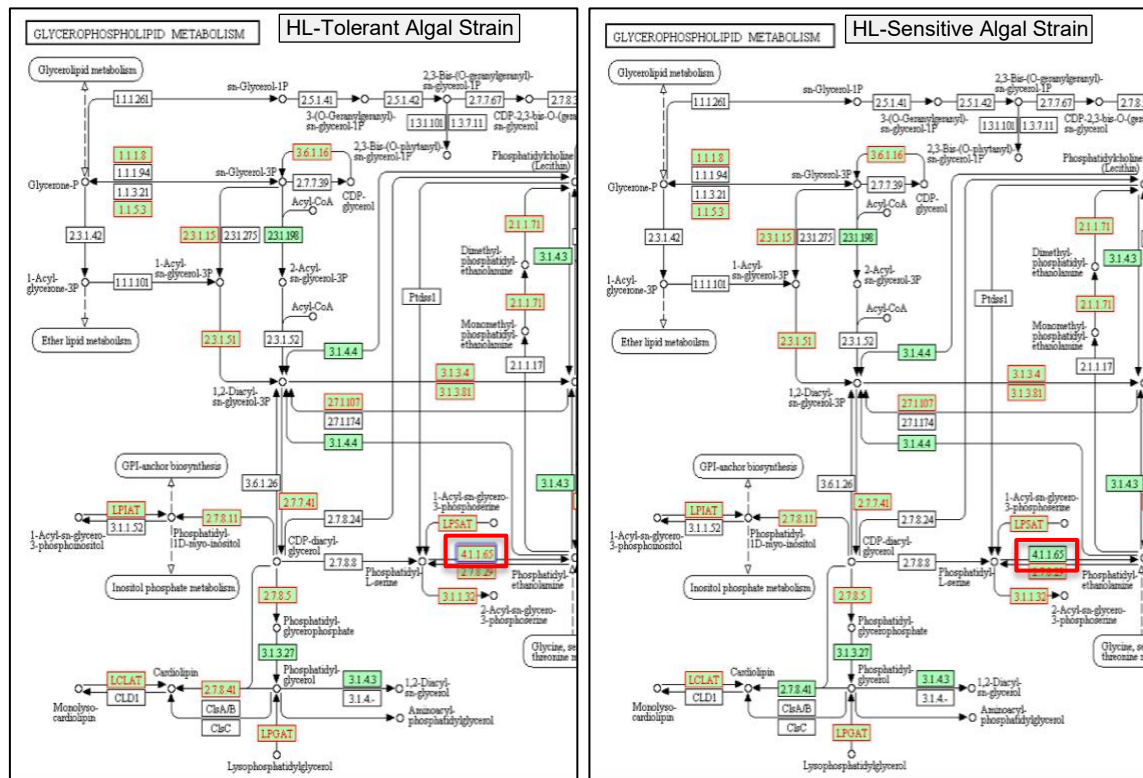 HL-Tolerant Algal Strain
GLYCEROPHOSPHOLIPID METABOLISM
Glycerolipid metabolism
1.1.1.261
sn-Glycerol-1P
2.5.1.41
3-(O-Geranylgeranyl)-
sn-glycerol-1P
2.5.1.42
2,3-Bis-(O-geranylgeranyl)-
sn-glycerol-1P
2.7.7.67
2.7.8.
CDP-2,3-bis-O-(gera
sn-glycerol
1.3.1.101
1.3.7.11
2,3-Bis-(O-phytanyl)-
sn-glycerol-1P
Phosphatidylcholine
(Lecithin)
1.1.1.8
1.1.1.94
1.1.3.21
1.1.5.3
Glycerone-P
sn-Glycerol-3P
3.6.1.16
2.7.7.39
CDP-
glycerol
Acyl-CoA
2.3.1.42
2.3.1.15
2.3.1.275
2.3.1.198
2.1.1.71
Dimethyl-
phosphatidyl-
ethanolamine
3.1.4.3
1-Acyl-
glycerone-3P
1.1.1.101
1-Acyl-
sn-glycerol-3P
2-Acyl-
sn-glycerol-3P
Ptdss1
2.1.1.71
Acyl-CoA
Monomethyl-
phosphatidyl-
ethanolamine
Ether lipid metabolism
2.3.1.51
2.3.1.52
3.1.4.4
2.1.1.17
1,2-Diacyl-
sn-glycerol-3P
3.1.3.4
3.1.3.81
2.7.1.107
2.7.1.174
3.1.4.4
GPI-anchor biosynthesis
3.6.1.26
3.1.4.3
2.7.7.41
1-Acyl-sn-glycero-
3-phosphoserine
LPIAT
3.1.1.52
1-Acyl-sn-glycero-
3-phosphoinositol
Phosphatidyl-
1D-myo-inositol
2.7.8.11
2.7.8.24
CDP-diacyl-
glycerol
LPSAT
4.1.1.65
2.7.8.8
Phosphatidyl-
L-serine
2.7.8.29
Phosphatidyl-
ethanolamine
Inositol phosphate metabolism
2.7.8.5
3.1.1.32
2-Acyl-sn-glycero-
3-phosphoserine
Phosphatidyl-
glycerophosphate
3.1.3.27
Glycine, se
threonine m
LCLAT
CLD1
Cardiolipin
Phosphatidyl-
glycerol
2.7.8.41
ClsA/B
ClsC
3.1.4.3
3.1.4.-
1,2-Diacyl-
sn-glycerol
Monolyso-
cardiolipin
Aminoacyl-
phosphatidylglycerol
LPGAT
Lysophosphatidylglycerol
HL-Sensitive Algal Strain
GLYCEROPHOSPHOLIPID METABOLISM
Glycerolipid metabolism
1.1.1.261
sn-Glycerol-1P
2.5.1.41
3-(O-Geranylgeranyl)-
sn-glycerol-1P
2.5.1.42
2,3-Bis-(O-geranylgeranyl)-
sn-glycerol-1P
2.7.7.67
2.7.8
CDP-2,3-bis-O-(ge
sn-glycerol
1.3.1.101
1.3.7.11
2,3-Bis-(O-phytanyl)-
sn-glycerol-1P
Phosphatidylcholine
(Lecithin)
1.1.1.8
1.1.1.94
1.1.3.21
1.1.5.3
Glycerone-P
sn-Glycerol-3P
3.6.1.16
2.7.7.39
CDP-
glycerol
Acyl-CoA
2.3.1.42
2.3.1.15
2.3.1.275
2.3.1.198
2.1.1.71
Dimethyl-
phosphatidyl-
ethanolamine
3.1.4.3
1-Acyl-
glycerone-3P
1.1.1.101
1-Acyl-
sn-glycerol-3P
2-Acyl-
sn-glycerol-3P
Ptdss1
2.1.1.71
Acyl-CoA
Monomethyl-
phosphatidyl-
ethanolamine
Ether lipid metabolism
2.3.1.51
2.3.1.52
3.1.4.4
2.1.1.17
1,2-Diacyl-
sn-glycerol-3P
3.1.3.4
3.1.3.81
2.7.1.107
2.7.1.174
3.1.4.4
GPI-anchor biosynthesis
3.6.1.26
3.1.4.3
2.7.7.41
1-Acyl-sn-glycero-
3-phosphoserine
LPIAT
3.1.1.52
1-Acyl-sn-glycero-
3-phosphoinositol
Phosphatidyl-
1D-myo-inositol
2.7.8.11
2.7.8.24
CDP-diacyl-
glycerol
LPSAT
4.1.1.65
2.7.8.8
Phosphatidyl-
L-serine
2.7.8.29
Phosphatidyl-
ethanolamine
Inositol phosphate metabolism
2.7.8.5
3.1.1.32
2-Acyl-sn-glycero-
3-phosphoserine
Phosphatidyl-
glycerophosphate
3.1.3.27
Glycine, se
threonine m
LCLAT
CLD1
Cardiolipin
Phosphatidyl-
glycerol
2.7.8.41
ClsA/B
ClsC
3.1.4.3
3.1.4.-
1,2-Diacyl-
sn-glycerol
Monolyso-
cardiolipin
Aminoacyl-
phosphatidylglycerol
LPGAT
Lysophosphatidylglycerol